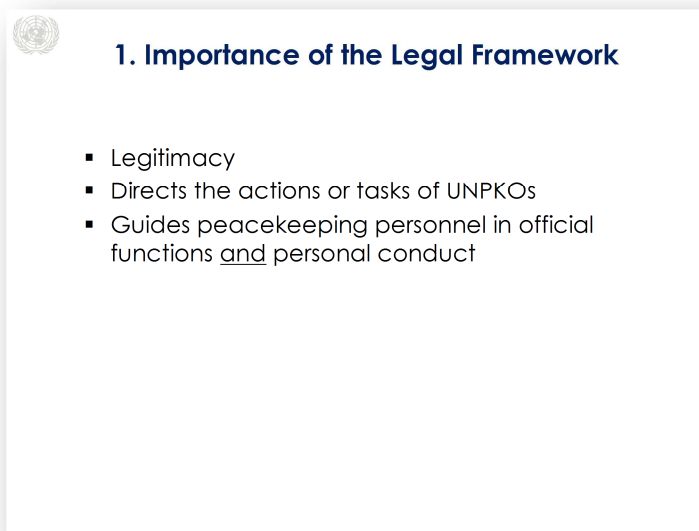 1. Importance of the Legal Framework
▪ Legitimacy
▪ Directs the actions or tasks of UNPKOs
▪ Guides peacekeeping personnel in official
functions and personal conduct